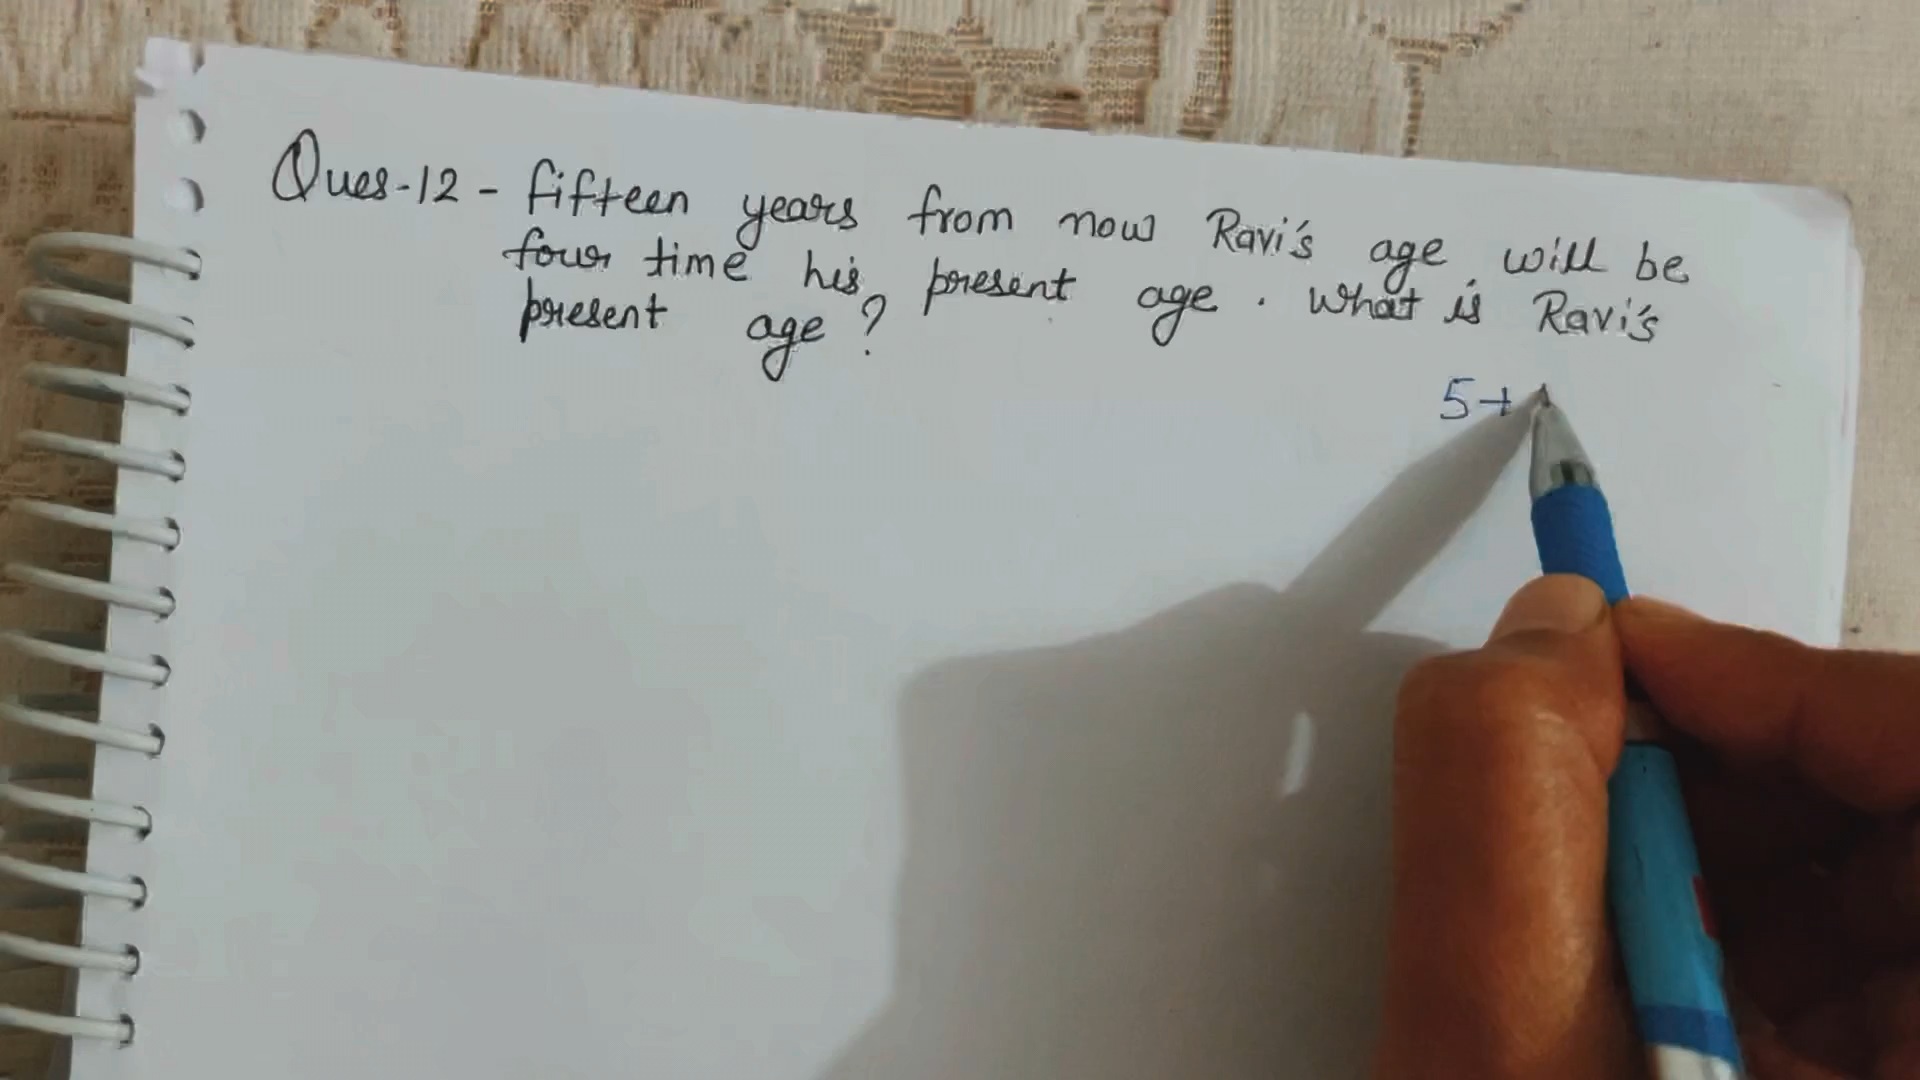 Ques-12 - fifteen years from now Ravi's age will be
four time his present age. What is Ravi's
present age?
5+